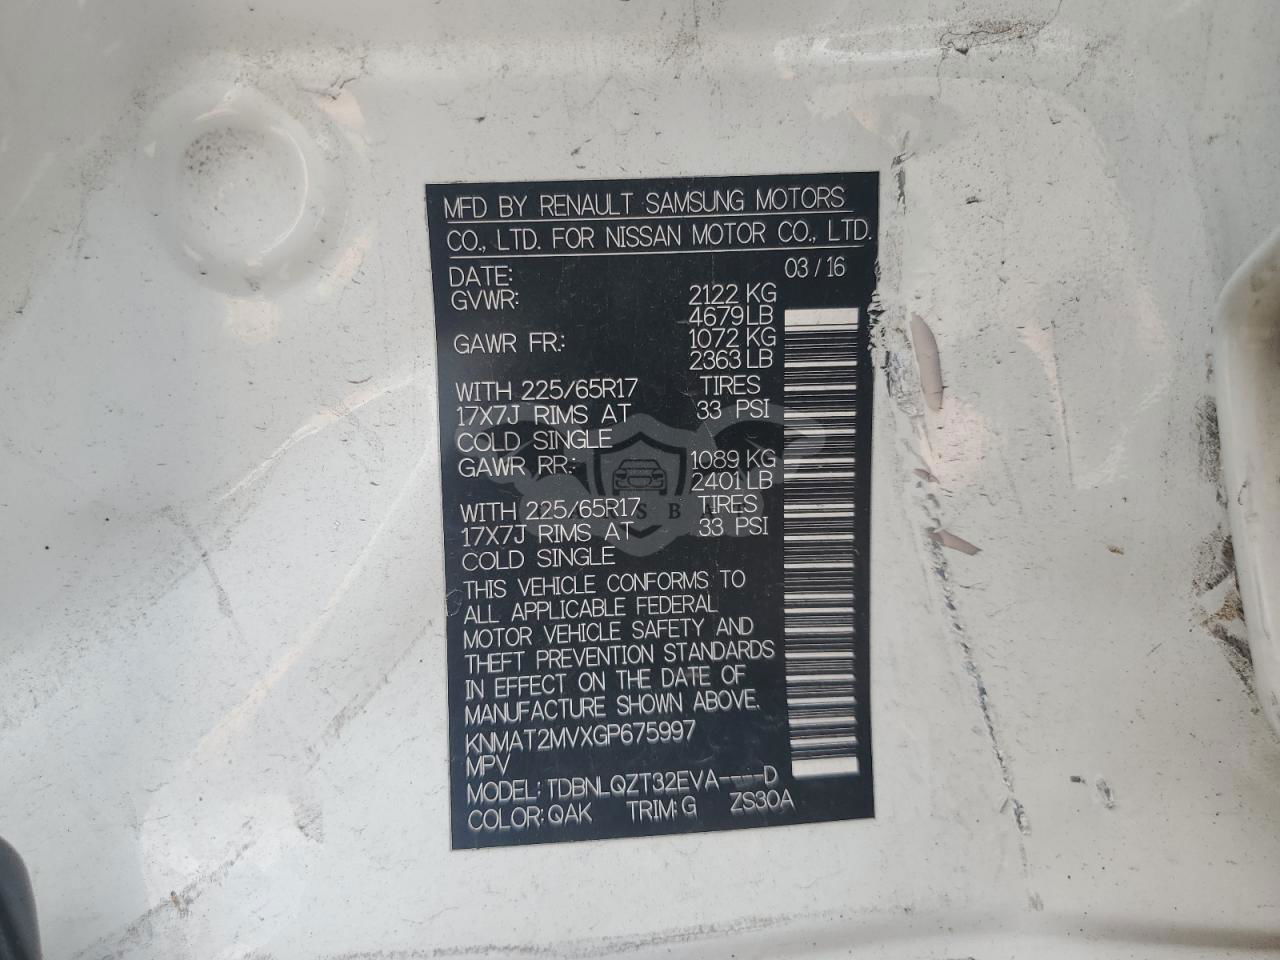 MFD BY RENAULT SAMSUNG MOTORS
CO., LTD. FOR NISSAN MOTOR CO., LTD.
DATE: 03 / 16
GVWR: 2122 KG
4679 LB
GAWR FR.: 1072 KG
2363 LB
WITH 225/65R17 TIRES
17X7J RIMS AT 33 PSI
COLD SINGLE
GAWR RR.: 1089 KG
2401 LB
WITH 225/65R17 TIRES
17X7J RIMS AT 33 PSI
COLD SINGLE
THIS VEHICLE CONFORMS TO
ALL APPLICABLE FEDERAL
MOTOR VEHICLE SAFETY AND
THEFT PREVENTION STANDARDS
IN EFFECT ON THE DATE OF
MANUFACTURE SHOWN ABOVE.
KNMAT2MVXGP675997
MPV
MODEL: TDBNLQZT32EVA----D
COLOR: QAK TRIM: G ZS30A